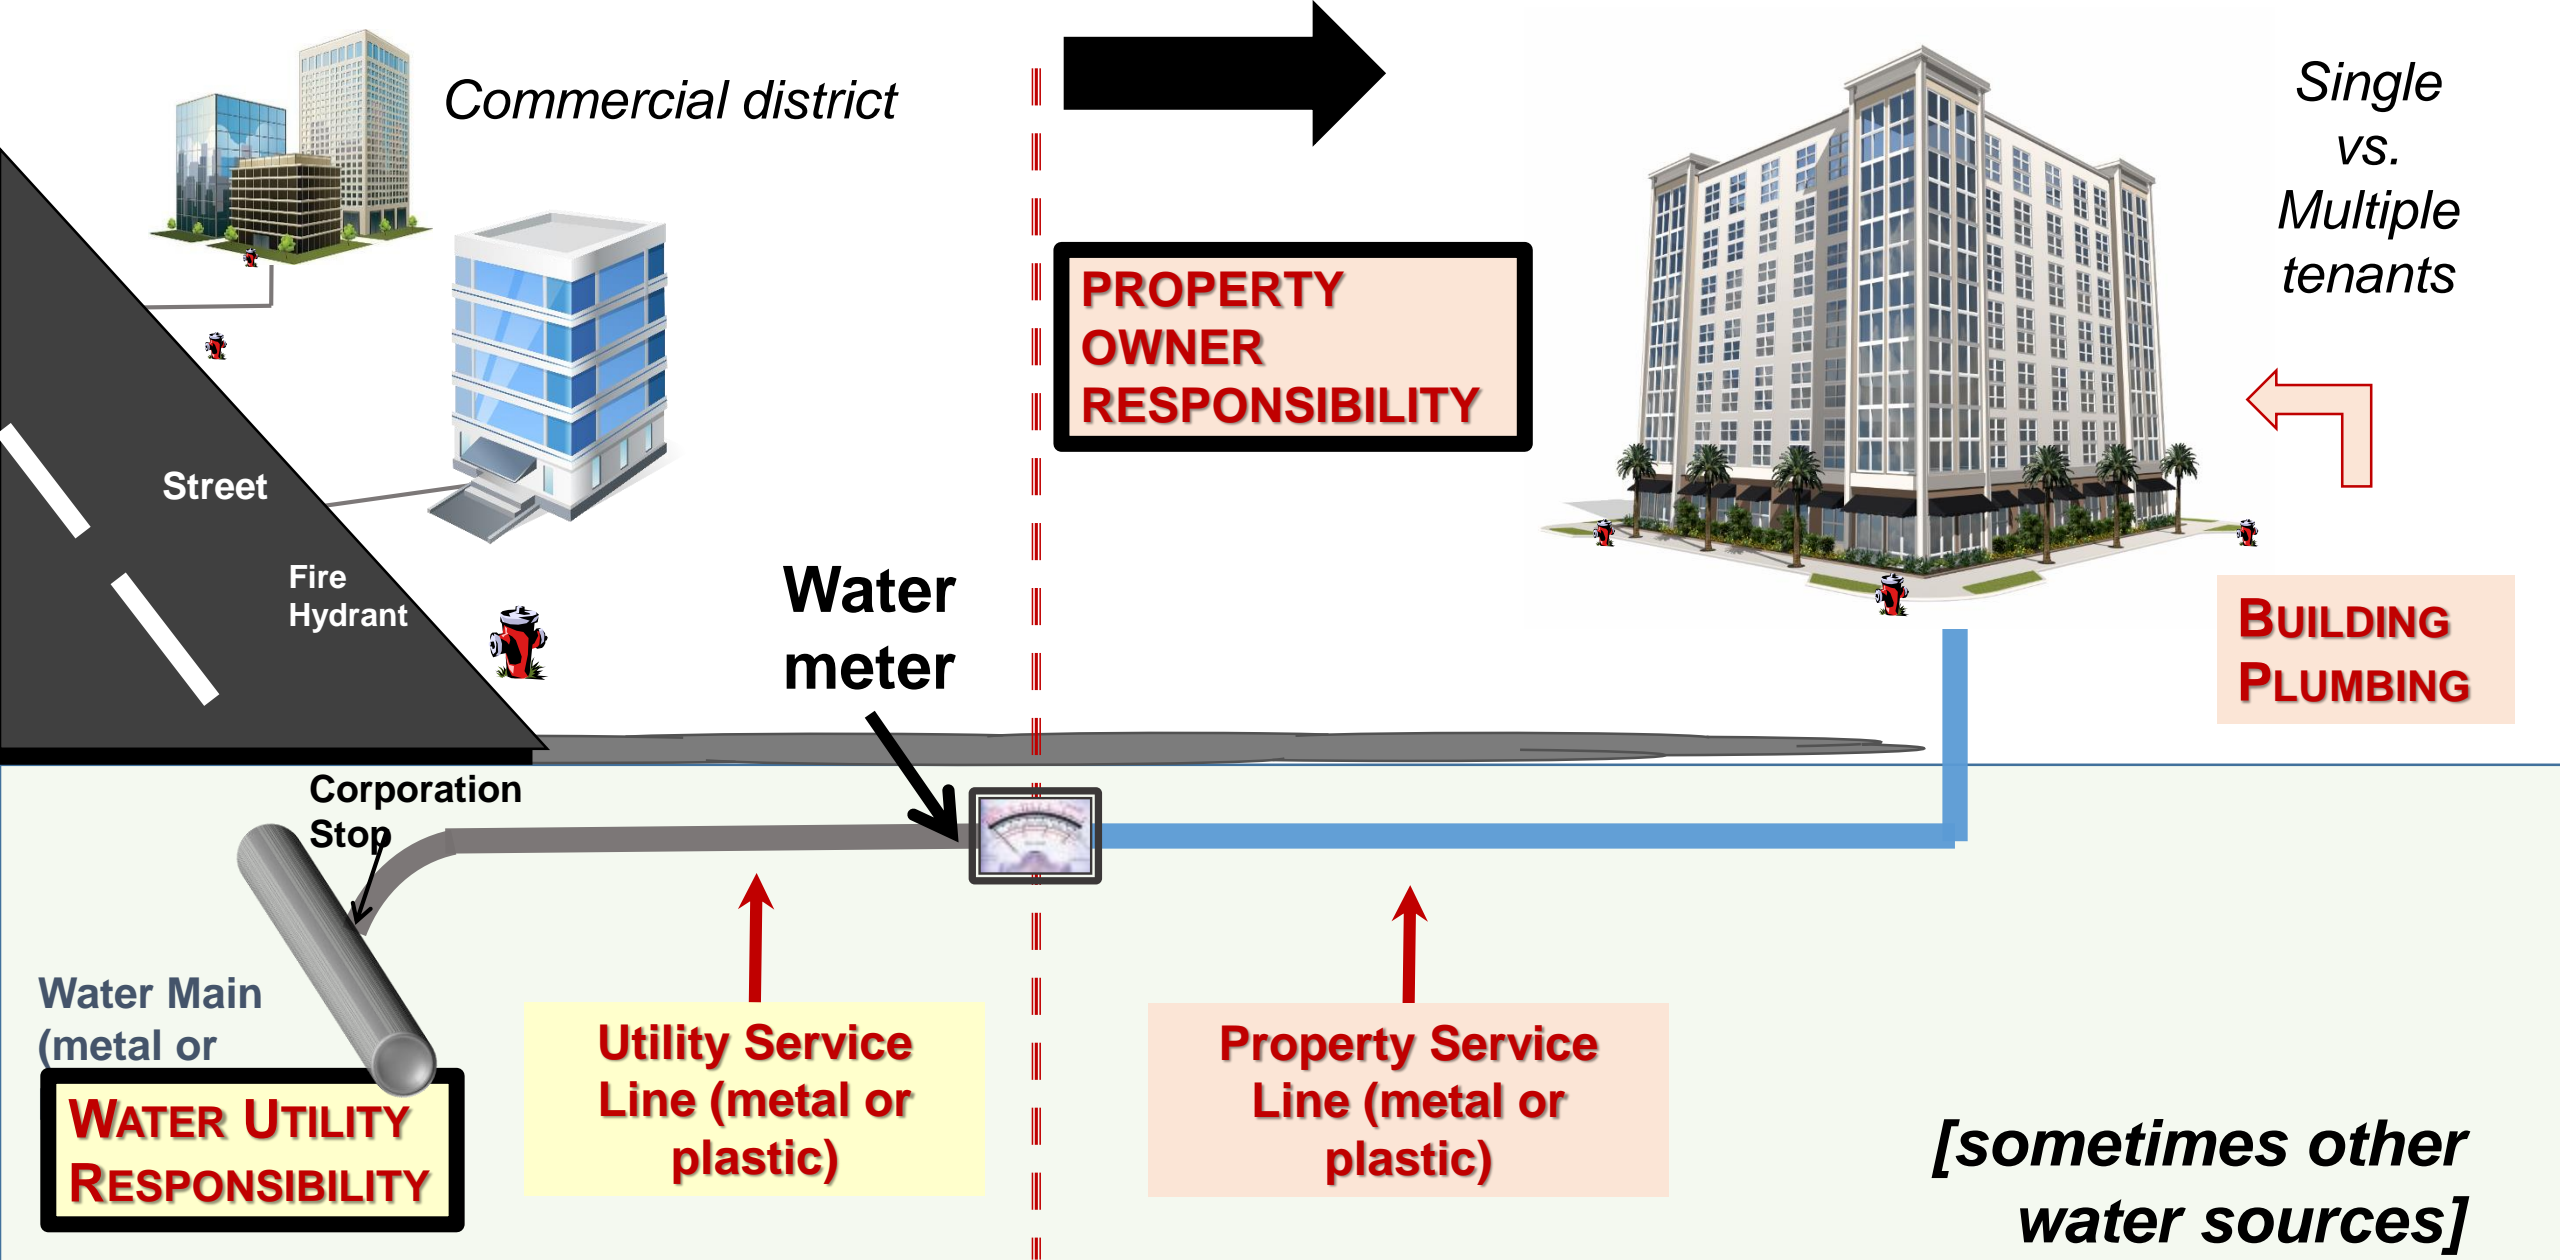 Commercial district
Single
vs.
Multiple
tenants
PROPERTY
OWNER
RESPONSIBILITY
Street
Fire
Hydrant
Water
meter
BUILDING
PLUMBING
Corporation
Stop
Water Main
(metal or
WATER UTILITY
RESPONSIBILITY
Utility Service
Line (metal or
plastic)
Property Service
Line (metal or
plastic)
[sometimes other
water sources]